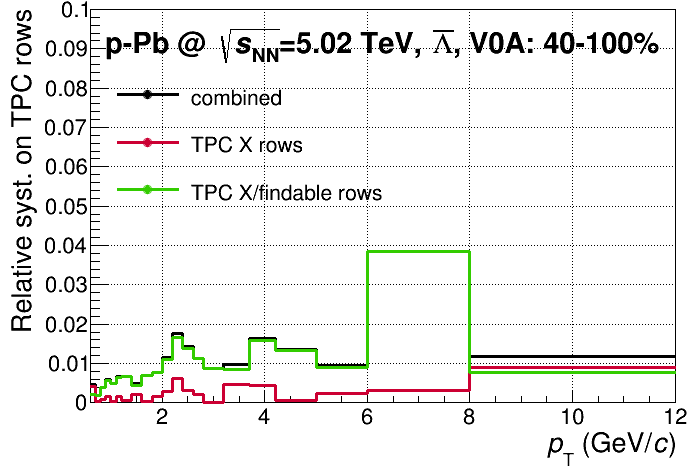 p-Pb @ √s_NN=5.02 TeV, Λ̅, V0A: 40-100%
combined
TPC X rows
TPC X/findable rows
Relative syst. on TPC rows
0.1
0.09
0.08
0.07
0.06
0.05
0.04
0.03
0.02
0.01
0
2 4 6 8 10 12
p_T (GeV/c)